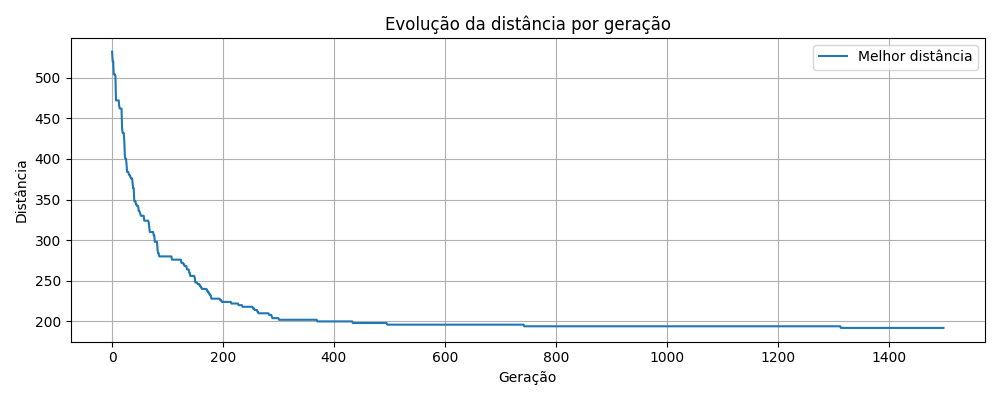 Evolução da distância por geração
Melhor distância
Distância
500
450
400
350
300
250
200
0 200 400 600 800 1000 1200 1400
Geração